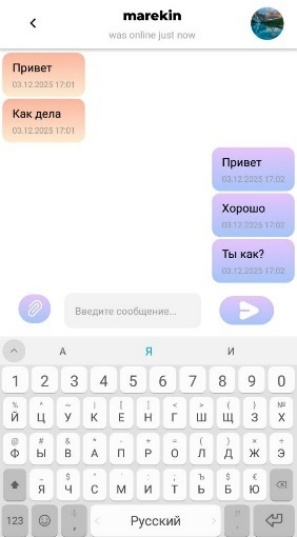 marekin
was online just now
Привет
03.12.2025 17:01
Как дела
03.12.2025 17:01
Привет
03.12.2025 17:02
Хорошо
03.12.2025 17:02
Ты как?
03.12.2025 17:02
Введите сообщение...
А Я И
1 2 3 4 5 6 7 8 9 0
Й Ц У К Е Н Г Ш Щ З Х
Ф Ы В А П Р О Л Д Ж Э
Я Ч С М И Т Ь Б Ю
123 , Русский .